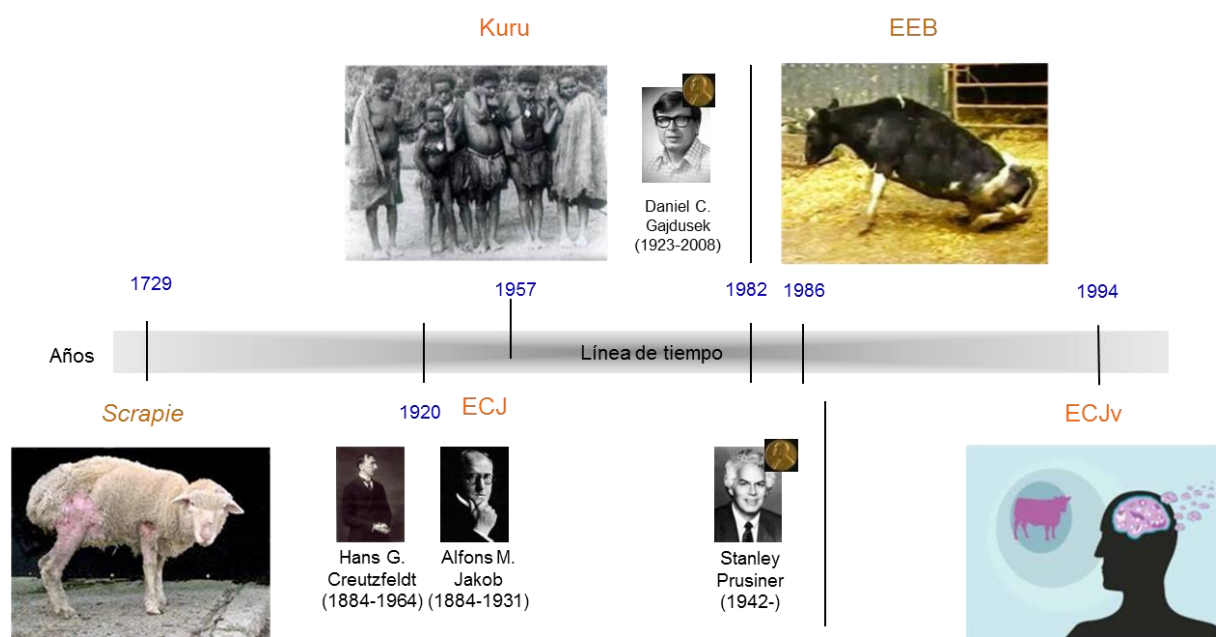 Kuru
EEB
Daniel C.
Gajdusek
(1923-2008)
1729
1957
1982
1986
1994
Años
Línea de tiempo
Scrapie
1920
ECJ
ECJv
Hans G.
Creutzfeldt
(1884-1964)
Alfons M.
Jakob
(1884-1931)
Stanley
Prusiner
(1942-)